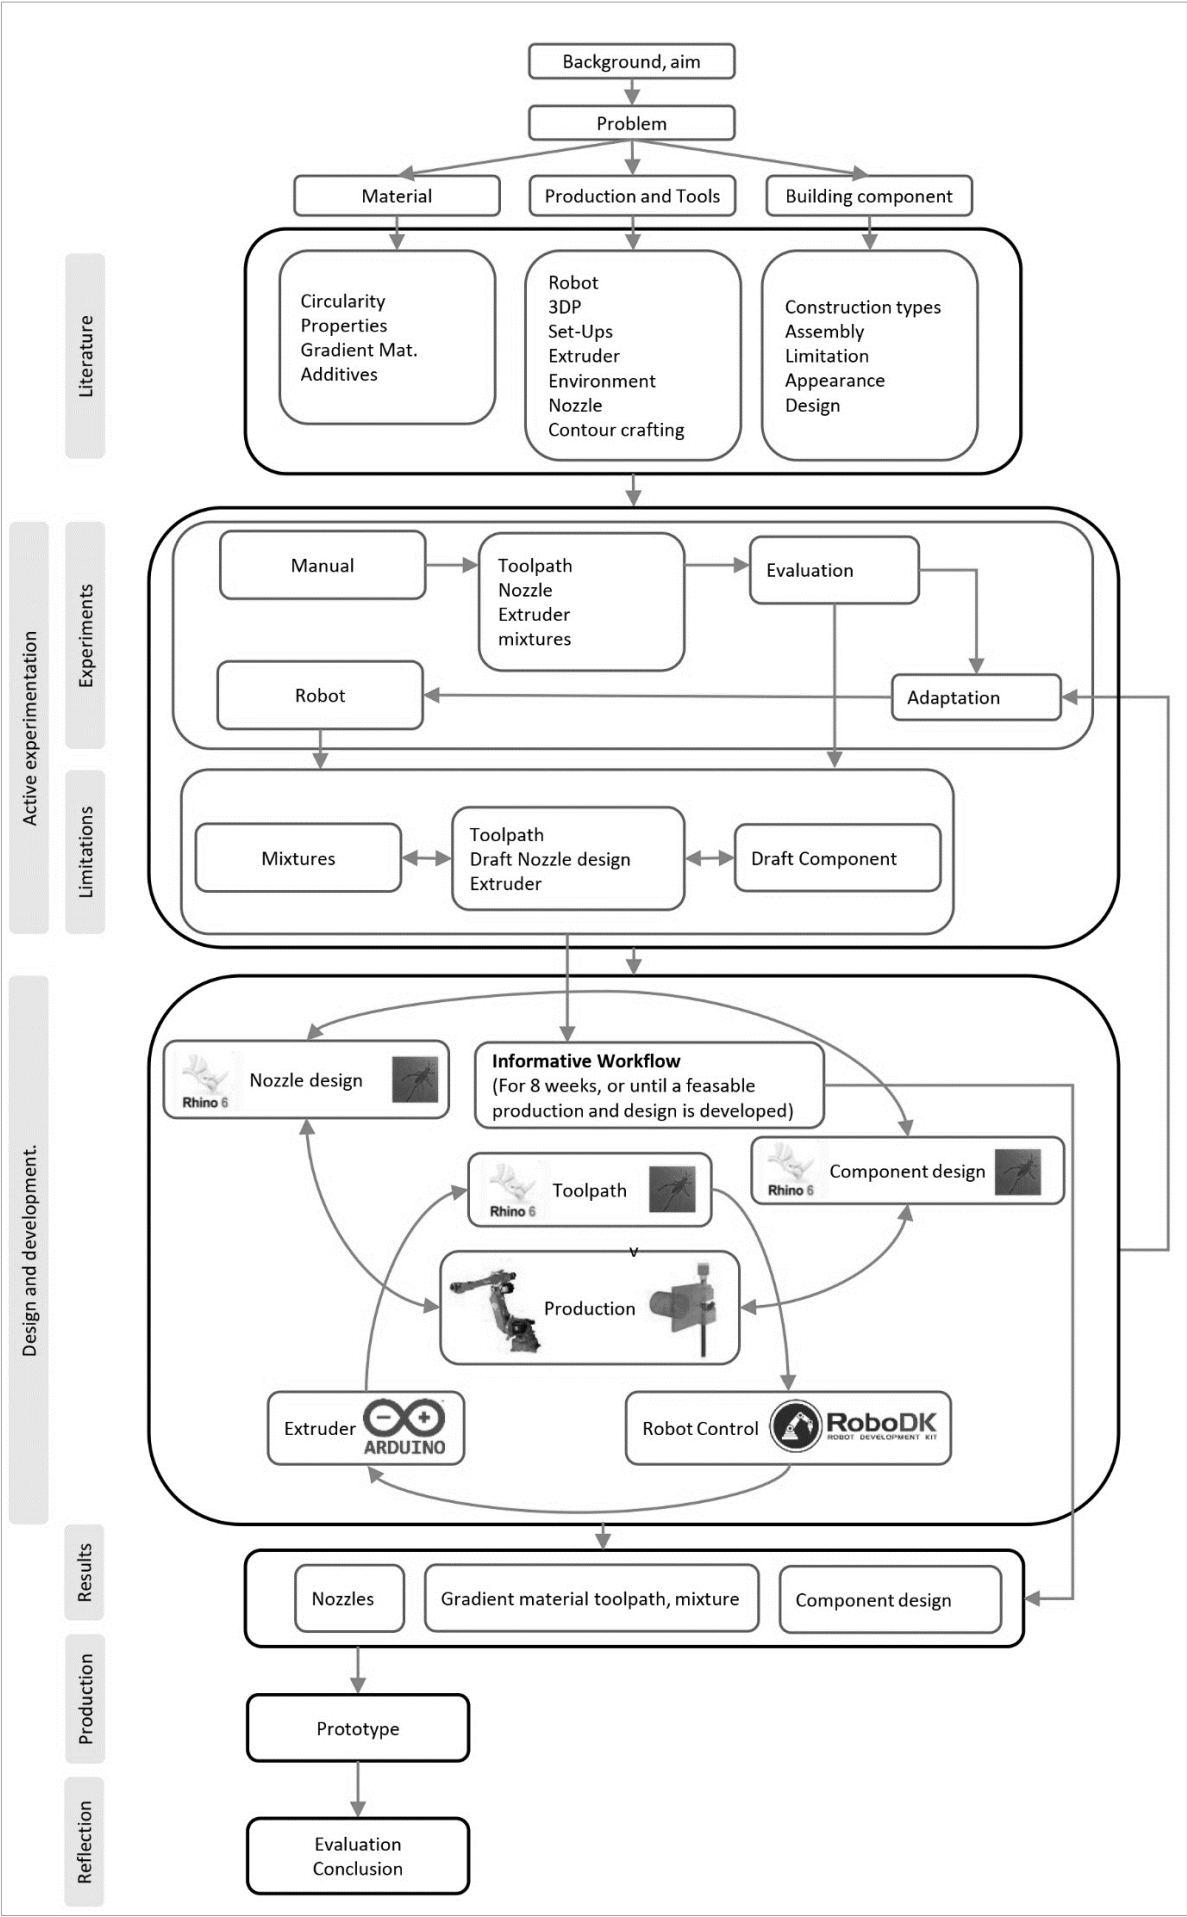 Background, aim
Problem
Material
Production and Tools
Building component
Literature
Circularity
Properties
Gradient Mat.
Additives
Robot
3DP
Set-Ups
Extruder
Environment
Nozzle
Contour crafting
Construction types
Assembly
Limitation
Appearance
Design
Active experimentation
Experiments
Manual
Toolpath
Nozzle
Extruder
mixtures
Evaluation
Robot
Adaptation
Limitations
Mixtures
Toolpath
Draft Nozzle design
Extruder
Draft Component
Design and development.
Rhino 6
Nozzle design
Informative Workflow
(For 8 weeks, or until a feasable
production and design is developed)
Rhino 6
Component design
Rhino 6
Toolpath
v
Production
Extruder
ARDUINO
Robot Control
RoboDK
ROBOT DEVELOPMENT KIT
Results
Nozzles
Gradient material toolpath, mixture
Component design
Production
Prototype
Reflection
Evaluation
Conclusion